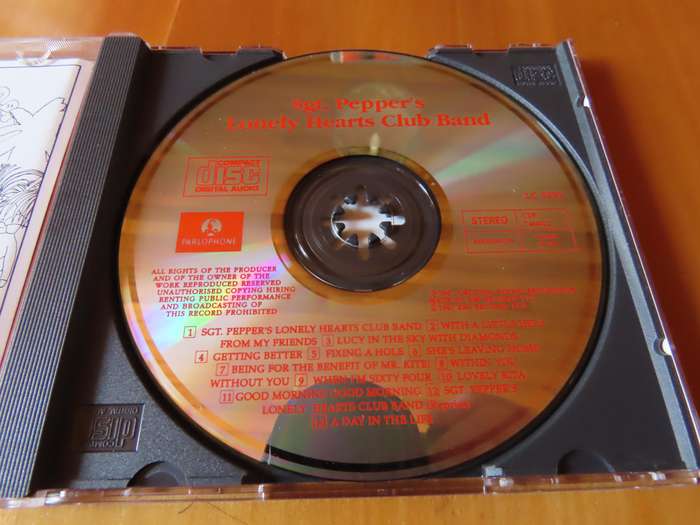 Sgt. Pepper's
Lonely Hearts Club Band
COMPACT
disc
DIGITAL AUDIO
STEREO
PARLOPHONE
ALL RIGHTS OF THE PRODUCER
AND OF THE OWNER OF THE
WORK REPRODUCED RESERVED
UNAUTHORISED COPYING HIRING
RENTING PUBLIC PERFORMANCE
AND BROADCASTING OF
THIS RECORD PROHIBITED
1 SGT. PEPPER'S LONELY HEARTS CLUB BAND 2 WITH A LITTLE HELP
FROM MY FRIENDS 3 LUCY IN THE SKY WITH DIAMONDS
4 GETTING BETTER 5 FIXING A HOLE 6 SHE'S LEAVING HOME
7 BEING FOR THE BENEFIT OF MR. KITE! 8 WITHIN YOU
WITHOUT YOU 9 WHEN I'M SIXTY FOUR 10 LOVELY RITA
11 GOOD MORNING GOOD MORNING 12 SGT. PEPPER'S
LONELY HEARTS CLUB BAND (Reprise)
13 A DAY IN THE LIFE